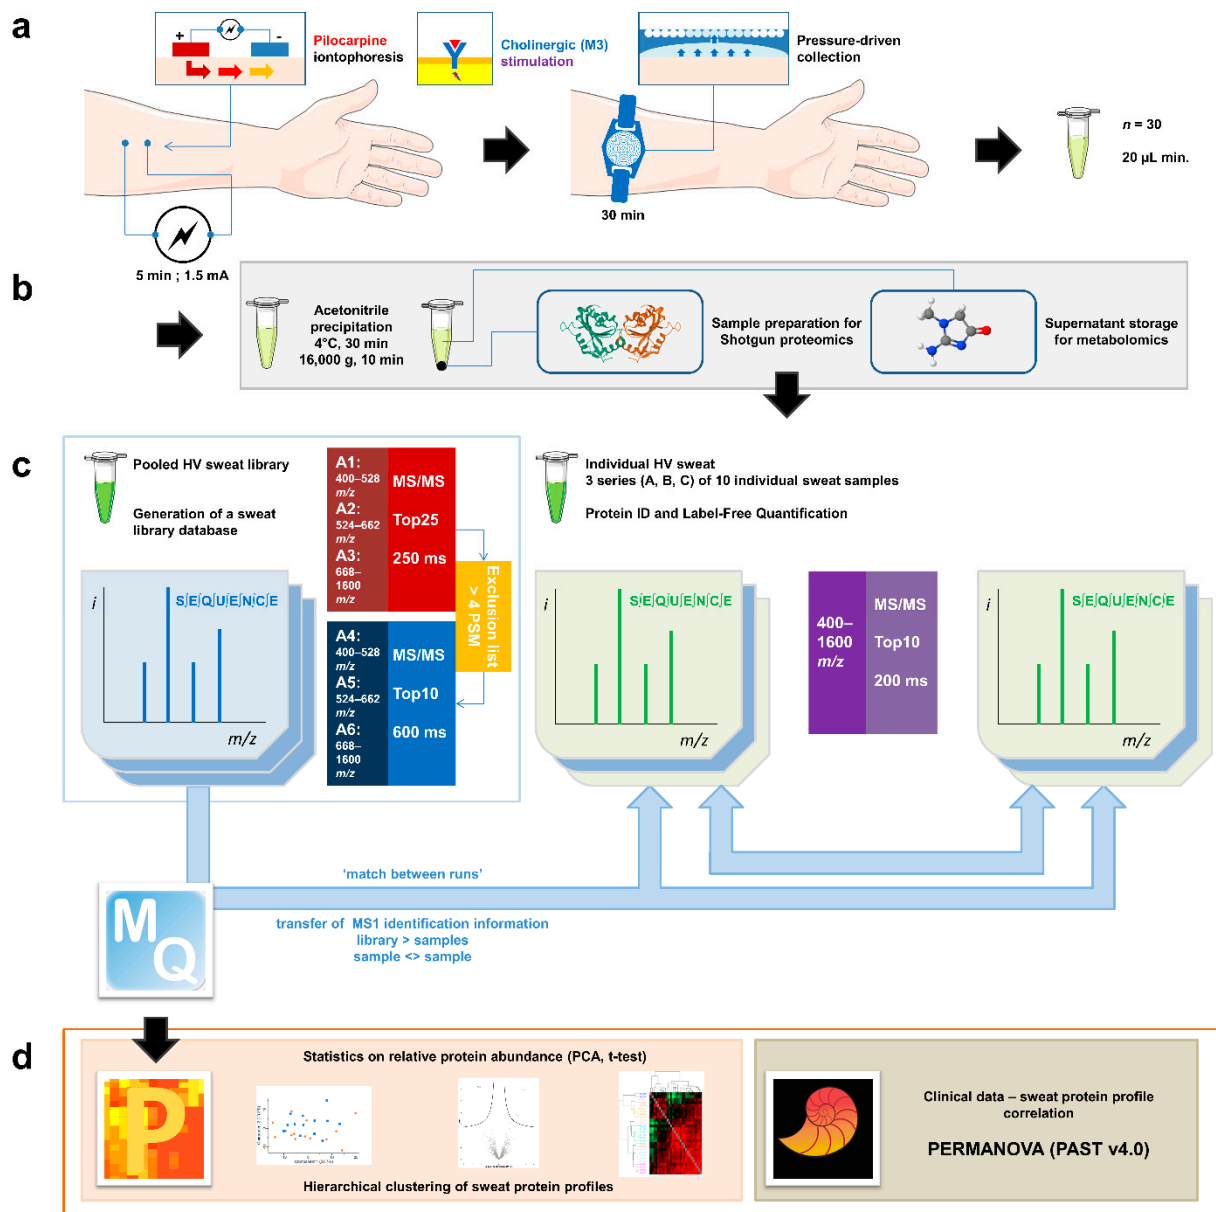 a
+
-
Pilocarpine
iontophoresis
Cholinergic (M3)
stimulation
Pressure-driven
collection
n = 30
20 µL min.
30 min
5 min ; 1.5 mA
b
Acetonitrile
precipitation
4°C, 30 min
16,000 g, 10 min
Sample preparation for
Shotgun proteomics
Supernatant storage
for metabolomics
c
Pooled HV sweat library
Generation of a sweat
library database
A1:
400–528
m/z
A2:
524–662
m/z
A3:
668–
1600
m/z
MS/MS
Top25
250 ms
Exclusion list
> 4 PSM
A4:
400–528
m/z
A5:
524–662
m/z
A6:
668–
1600
m/z
MS/MS
Top10
600 ms
Individual HV sweat
3 series (A, B, C) of 10 individual sweat samples
Protein ID and Label-Free Quantification
i
SEQUENCE
m/z
i
SEQUENCE
m/z
400–
1600
m/z
MS/MS
Top10
200 ms
i
SEQUENCE
m/z
'match between runs'
transfer of MS1 identification information
library > samples
sample <> sample
MQ
d
Statistics on relative protein abundance (PCA, t-test)
P
Hierarchical clustering of sweat protein profiles
Clinical data – sweat protein profile
correlation
PERMANOVA (PAST v4.0)